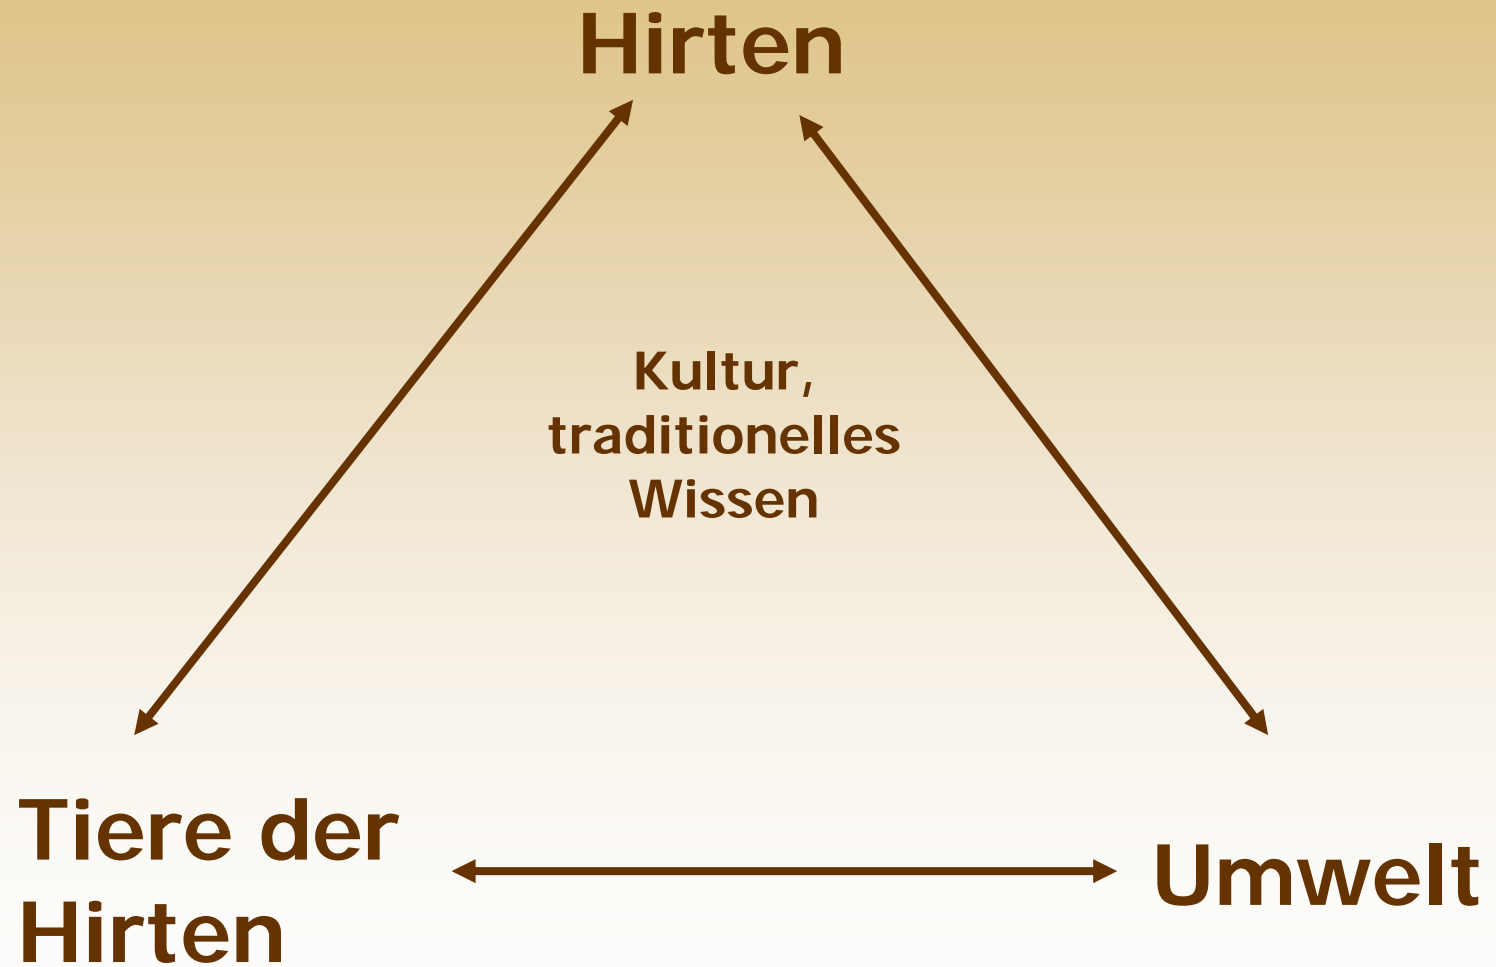 Hirten
Kultur,
traditionelles
Wissen
Tiere der
Hirten
Umwelt